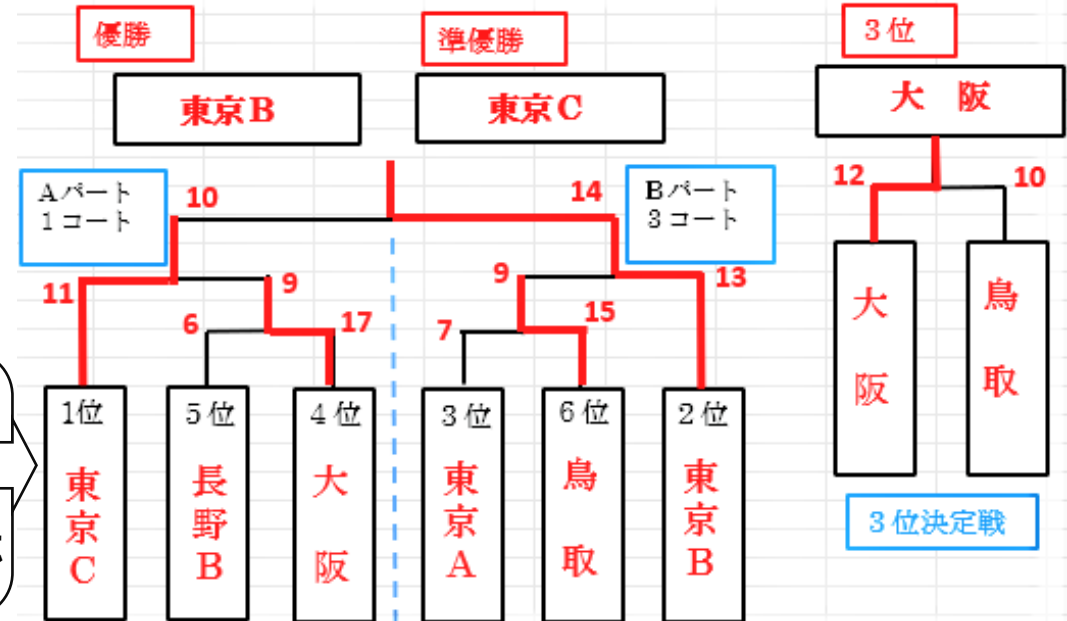 優勝
準優勝
3位
東京B
東京C
大 阪
Aパート
1コート
10
14
Bパート
3コート
12
10
11
9
9
13
6
17
7
15
1位
東京C
5位
長野B
4位
大阪
3位
東京A
6位
鳥取
2位
東京B
大阪
鳥取
3位決定戦